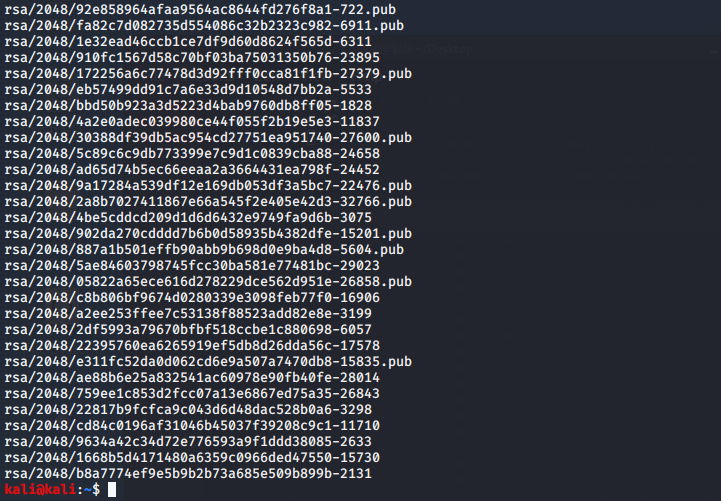 rsa/2048/92e858964afaa9564ac8644fd276f8a1-722.pub
rsa/2048/fa82c7d082735d554086c32b2323c982-6911.pub
rsa/2048/1e32ead46ccb1ce7df9d60d8624f565d-6311
rsa/2048/910fc1567d58c70bf03ba75031350b76-23895
rsa/2048/172256a6c77478d3d92fff0cca81f1fb-27379.pub
rsa/2048/eb57499dd91c7a6e33d9d10548d7bb2a-5533
rsa/2048/bbd50b923a3d5223d4bab9760db8ff05-1828
rsa/2048/4a2e0adec039980ce44f055f2b19e5e3-11837
rsa/2048/30388df39db5ac954cd27751ea951740-27600.pub
rsa/2048/5c89c6c9db773399e7c9d1c0839cba88-24658
rsa/2048/ad65d74b5ec66eeaa2a3664431ea798f-24452
rsa/2048/9a17284a539df12e169db053df3a5bc7-22476.pub
rsa/2048/2a8b7027411867e66a545f2e405e42d3-32766.pub
rsa/2048/4be5cddcd209d1d6d6432e9749fa9d6b-3075
rsa/2048/902da270cdddd7b6b0d58935b4382dfe-15201.pub
rsa/2048/887a1b501effb90abb9b698d0e9ba4d8-5604.pub
rsa/2048/5ae84603798745fcc30ba581e77481bc-29023
rsa/2048/05822a65ece616d278229dce562d951e-26858.pub
rsa/2048/c8b806bf9674d0280339e3098feb77f0-16906
rsa/2048/a2ee253ffee7c53138f88523add82e8e-3199
rsa/2048/2df5993a79670bfbf518ccbe1c880698-6057
rsa/2048/22395760ea6265919ef5db8d26dda56c-17578
rsa/2048/e311fc52da0d062cd6e9a507a7470db8-15835.pub
rsa/2048/ae88b6e25a832541ac60978e90fb40fe-28014
rsa/2048/759ee1c853d2fcc07a13e6867ed75a35-26843
rsa/2048/22817b9fcfca9c043d6d48dac528b0a6-3298
rsa/2048/cd84c0196af31046b45037f39208c9c1-11710
rsa/2048/9634a42c34d72e776593a9f1ddd38085-2633
rsa/2048/1668b5d4171480a6359c0966ded47550-15730
rsa/2048/b8a7774ef9e5b9b2b73a685e509b899b-2131
kali@kali:~$